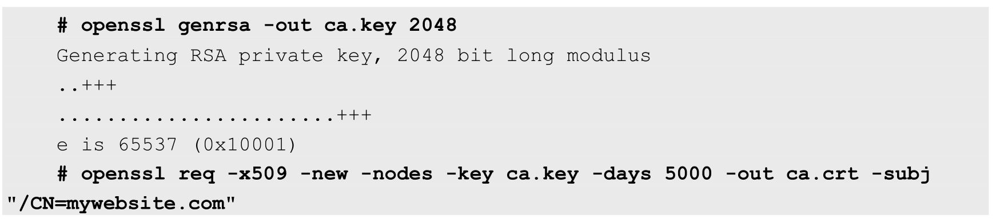 # openssl genrsa -out ca.key 2048
Generating RSA private key, 2048 bit long modulus
..+++
.......................+++
e is 65537 (0x10001)
# openssl req -x509 -new -nodes -key ca.key -days 5000 -out ca.crt -subj
"/CN=mywebsite.com"